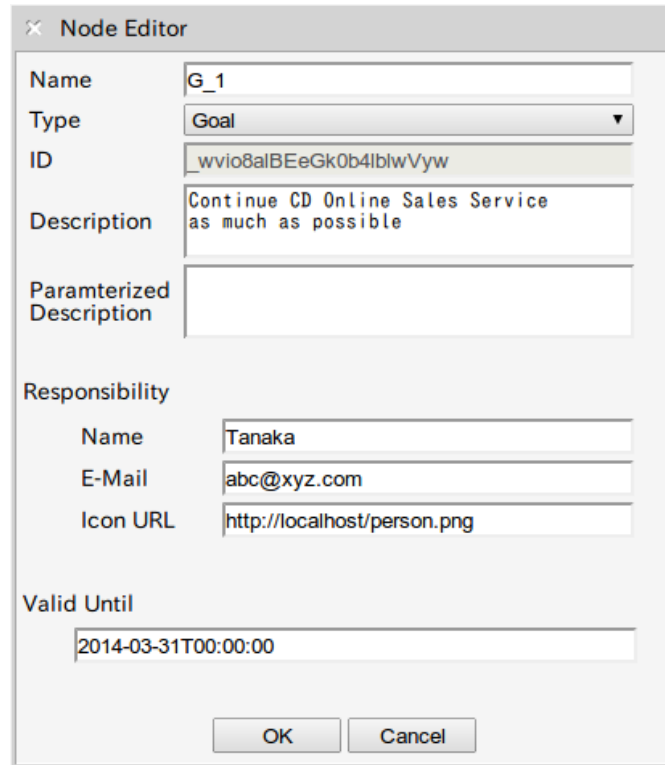 Node Editor
Name G_1
Type Goal
ID _wvio8alBEeGk0b4lblwVyw
Description Continue CD Online Sales Service
as much as possible
Paramterized
Description
Responsibility
Name Tanaka
E-Mail abc@xyz.com
Icon URL http://localhost/person.png
Valid Until
2014-03-31T00:00:00
OK Cancel